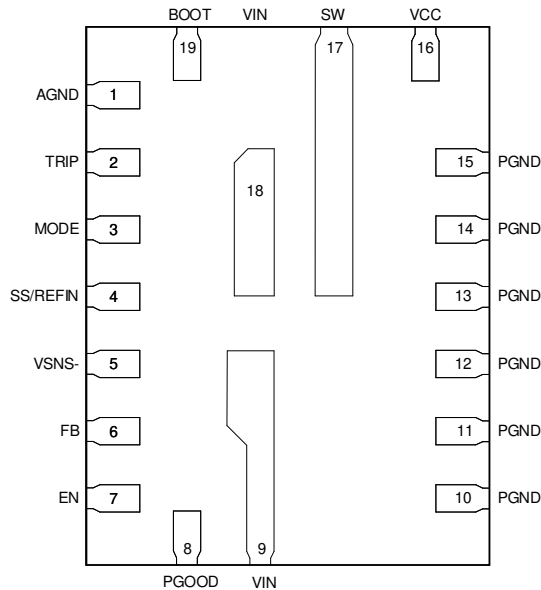 BOOT VIN SW VCC
19 17 16
AGND 1
TRIP 2 15 PGND
18
MODE 3 14 PGND
SS/REFIN 4 13 PGND
VSNS- 5 12 PGND
FB 6 11 PGND
EN 7 10 PGND
8 9
PGOOD VIN